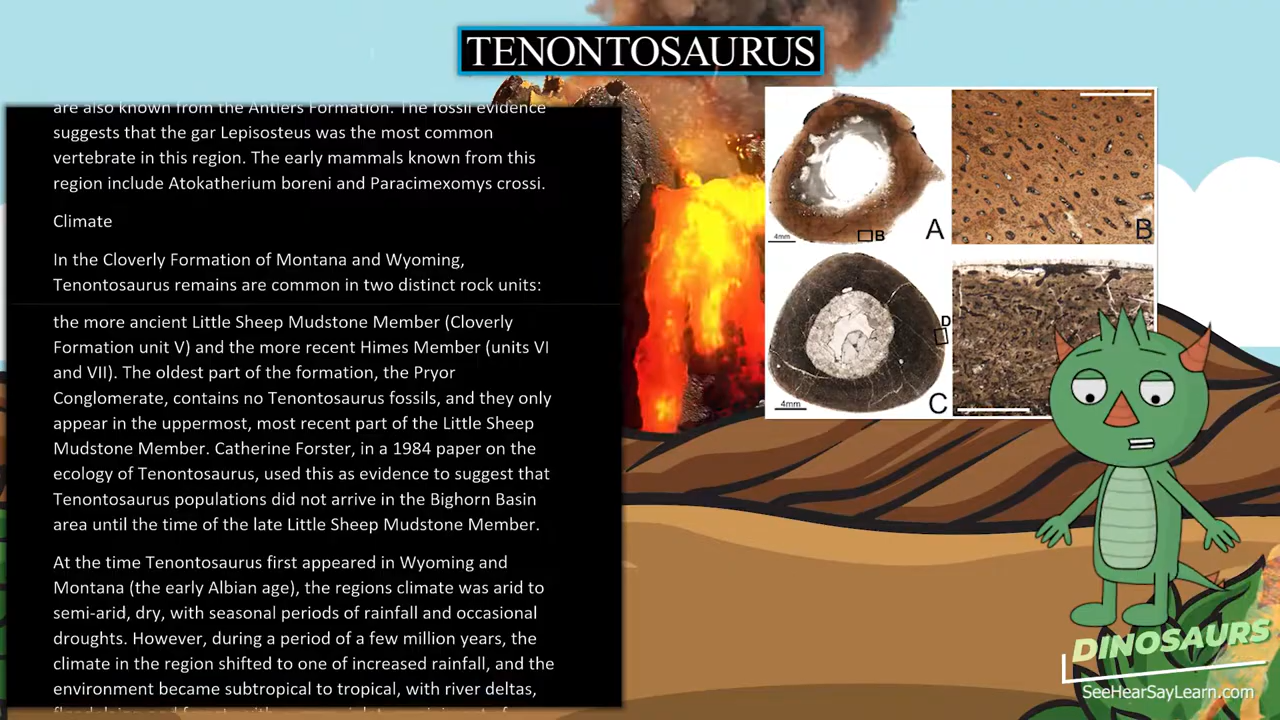 TENONTOSAURUS
are also known from the Antlers Formation. The fossil evidence
suggests that the gar Lepisosteus was the most common
vertebrate in this region. The early mammals known from this
region include Atokatherium boreni and Paracimexomys crossi.
Climate
In the Cloverly Formation of Montana and Wyoming,
Tenontosaurus remains are common in two distinct rock units:
the more ancient Little Sheep Mudstone Member (Cloverly
Formation unit V) and the more recent Himes Member (units VI
and VII). The oldest part of the formation, the Pryor
Conglomerate, contains no Tenontosaurus fossils, and they only
appear in the uppermost, most recent part of the Little Sheep
Mudstone Member. Catherine Forster, in a 1984 paper on the
ecology of Tenontosaurus, used this as evidence to suggest that
Tenontosaurus populations did not arrive in the Bighorn Basin
area until the time of the late Little Sheep Mudstone Member.
At the time Tenontosaurus first appeared in Wyoming and
Montana (the early Albian age), the regions climate was arid to
semi-arid, dry, with seasonal periods of rainfall and occasional
droughts. However, during a period of a few million years, the
climate in the region shifted to one of increased rainfall, and the
environment became subtropical to tropical, with river deltas,
4mm
B
A
B
D
4mm
C
DINOSAURS
SeeHearSayLearn.com